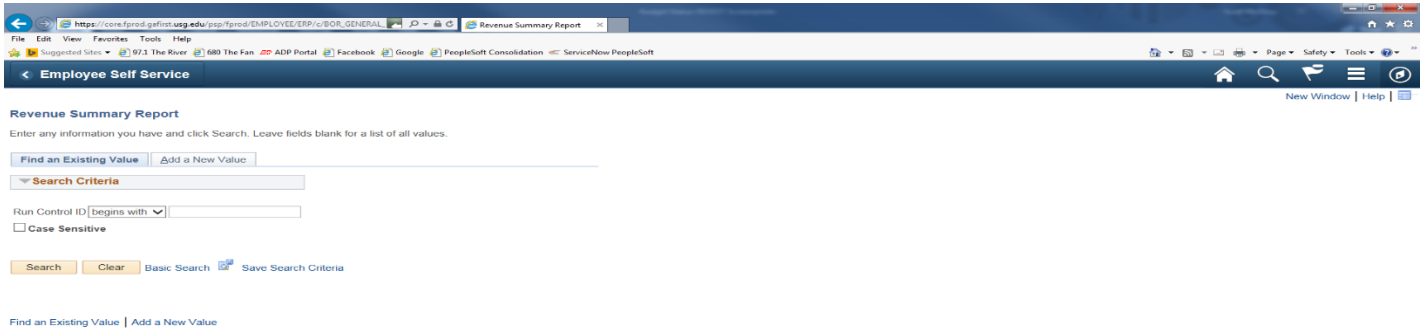 https://core.fprod.gafirst.usg.edu/psp/fprod/EMPLOYEE/ERP/c/BOR_GENERAL_ Revenue Summary Report
File Edit View Favorites Tools Help
Suggested Sites 97.1 The River 680 The Fan ADP Portal Facebook Google PeopleSoft Consolidation ServiceNow PeopleSoft Page Safety Tools
Employee Self Service
New Window | Help |
Revenue Summary Report
Enter any information you have and click Search. Leave fields blank for a list of all values.
Find an Existing Value Add a New Value
Search Criteria
Run Control ID begins with
Case Sensitive
Search Clear Basic Search Save Search Criteria
Find an Existing Value | Add a New Value